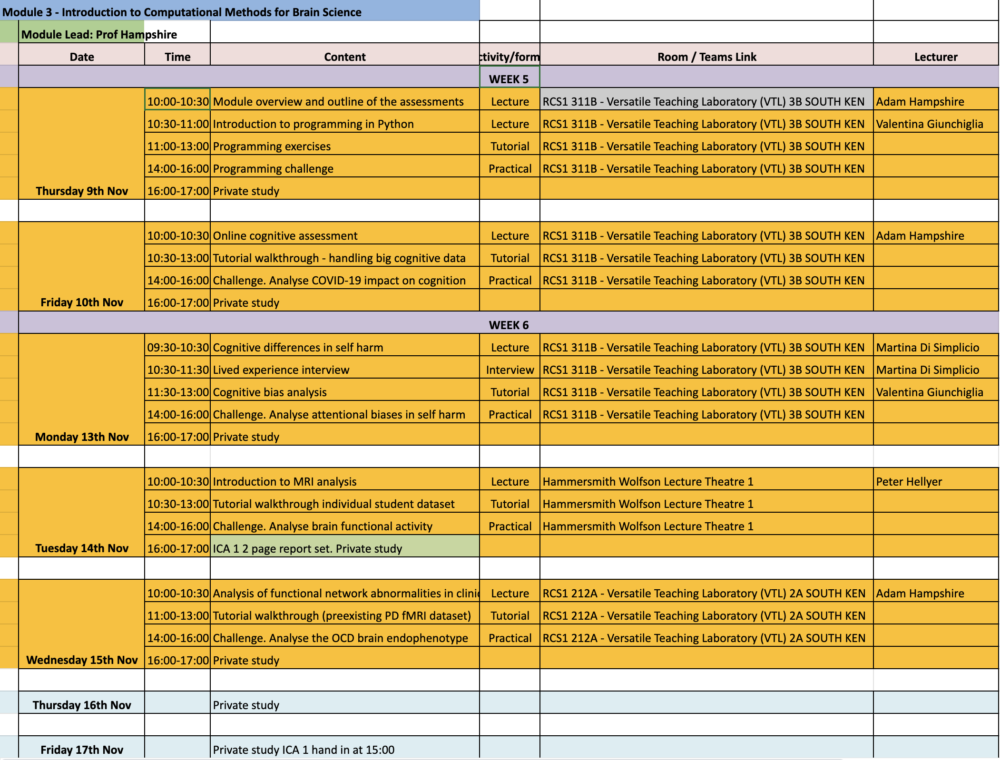 Module 3 - Introduction to Computational Methods for Brain Science
Module Lead: Prof Hampshire
Date Time Content ctivity/form Room / Teams Link Lecturer
WEEK 5
10:00-10:30 Module overview and outline of the assessments Lecture RCS1 311B - Versatile Teaching Laboratory (VTL) 3B SOUTH KEN Adam Hampshire
10:30-11:00 Introduction to programming in Python Lecture RCS1 311B - Versatile Teaching Laboratory (VTL) 3B SOUTH KEN Valentina Giunchiglia
11:00-13:00 Programming exercises Tutorial RCS1 311B - Versatile Teaching Laboratory (VTL) 3B SOUTH KEN
14:00-16:00 Programming challenge Practical RCS1 311B - Versatile Teaching Laboratory (VTL) 3B SOUTH KEN
Thursday 9th Nov 16:00-17:00 Private study
10:00-10:30 Online cognitive assessment Lecture RCS1 311B - Versatile Teaching Laboratory (VTL) 3B SOUTH KEN Adam Hampshire
10:30-13:00 Tutorial walkthrough - handling big cognitive data Tutorial RCS1 311B - Versatile Teaching Laboratory (VTL) 3B SOUTH KEN
14:00-16:00 Challenge. Analyse COVID-19 impact on cognition Practical RCS1 311B - Versatile Teaching Laboratory (VTL) 3B SOUTH KEN
Friday 10th Nov 16:00-17:00 Private study
WEEK 6
09:30-10:30 Cognitive differences in self harm Lecture RCS1 311B - Versatile Teaching Laboratory (VTL) 3B SOUTH KEN Martina Di Simplicio
10:30-11:30 Lived experience interview Interview RCS1 311B - Versatile Teaching Laboratory (VTL) 3B SOUTH KEN Martina Di Simplicio
11:30-13:00 Cognitive bias analysis Tutorial RCS1 311B - Versatile Teaching Laboratory (VTL) 3B SOUTH KEN Valentina Giunchiglia
14:00-16:00 Challenge. Analyse attentional biases in self harm Practical RCS1 311B - Versatile Teaching Laboratory (VTL) 3B SOUTH KEN
Monday 13th Nov 16:00-17:00 Private study
10:00-10:30 Introduction to MRI analysis Lecture Hammersmith Wolfson Lecture Theatre 1 Peter Hellyer
10:30-13:00 Tutorial walkthrough individual student dataset Tutorial Hammersmith Wolfson Lecture Theatre 1
14:00-16:00 Challenge. Analyse brain functional activity Practical Hammersmith Wolfson Lecture Theatre 1
Tuesday 14th Nov 16:00-17:00 ICA 1 2 page report set. Private study
10:00-10:30 Analysis of functional network abnormalities in clinic Lecture RCS1 212A - Versatile Teaching Laboratory (VTL) 2A SOUTH KEN Adam Hampshire
11:00-13:00 Tutorial walkthrough (preexisting PD fMRI dataset) Tutorial RCS1 212A - Versatile Teaching Laboratory (VTL) 2A SOUTH KEN
14:00-16:00 Challenge. Analyse the OCD brain endophenotype Practical RCS1 212A - Versatile Teaching Laboratory (VTL) 2A SOUTH KEN
Wednesday 15th Nov 16:00-17:00 Private study
Thursday 16th Nov Private study
Friday 17th Nov Private study ICA 1 hand in at 15:00